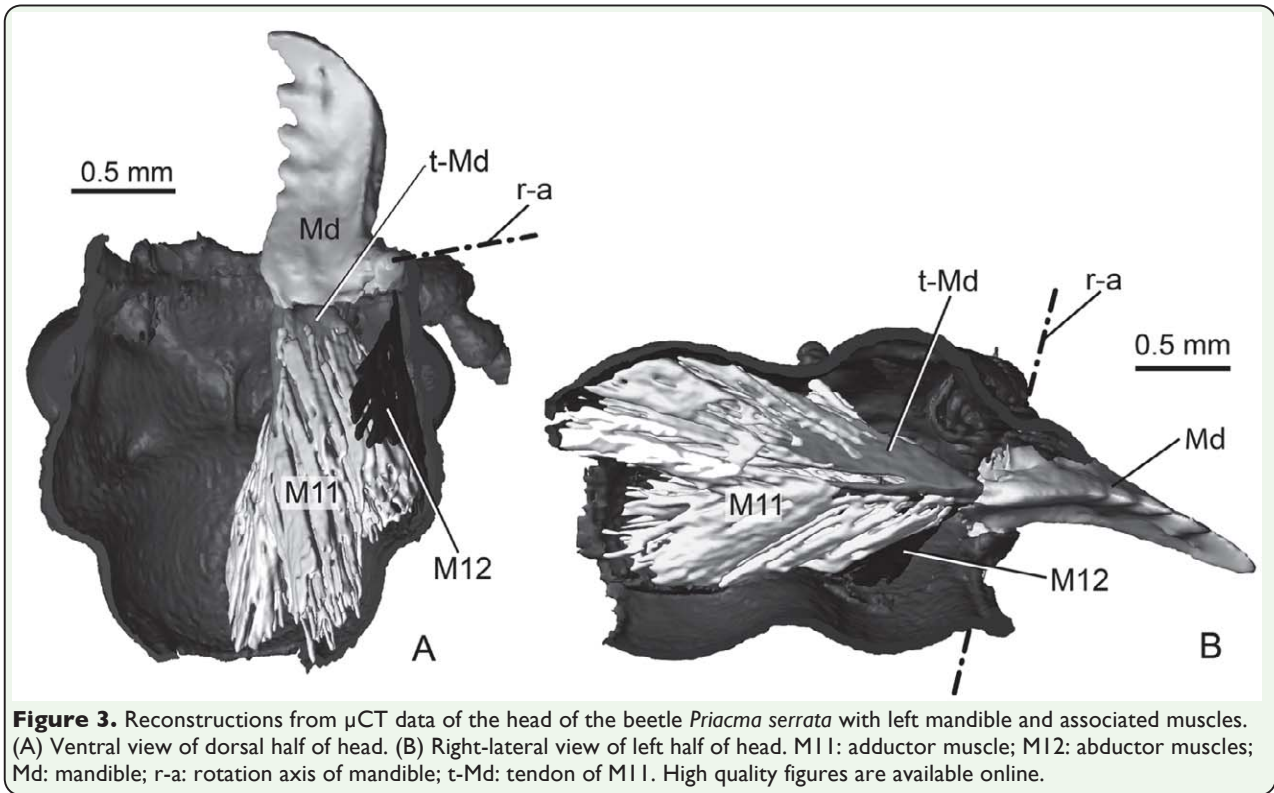 0.5 mm
t-Md
r-a
Md
M11
M12
A
r-a
t-Md
0.5 mm
Md
M11
M12
B
Figure 3. Reconstructions from µCT data of the head of the beetle Priacma serrata with left mandible and associated muscles.
(A) Ventral view of dorsal half of head. (B) Right-lateral view of left half of head. M11: adductor muscle; M12: abductor muscles;
Md: mandible; r-a: rotation axis of mandible; t-Md: tendon of M11. High quality figures are available online.